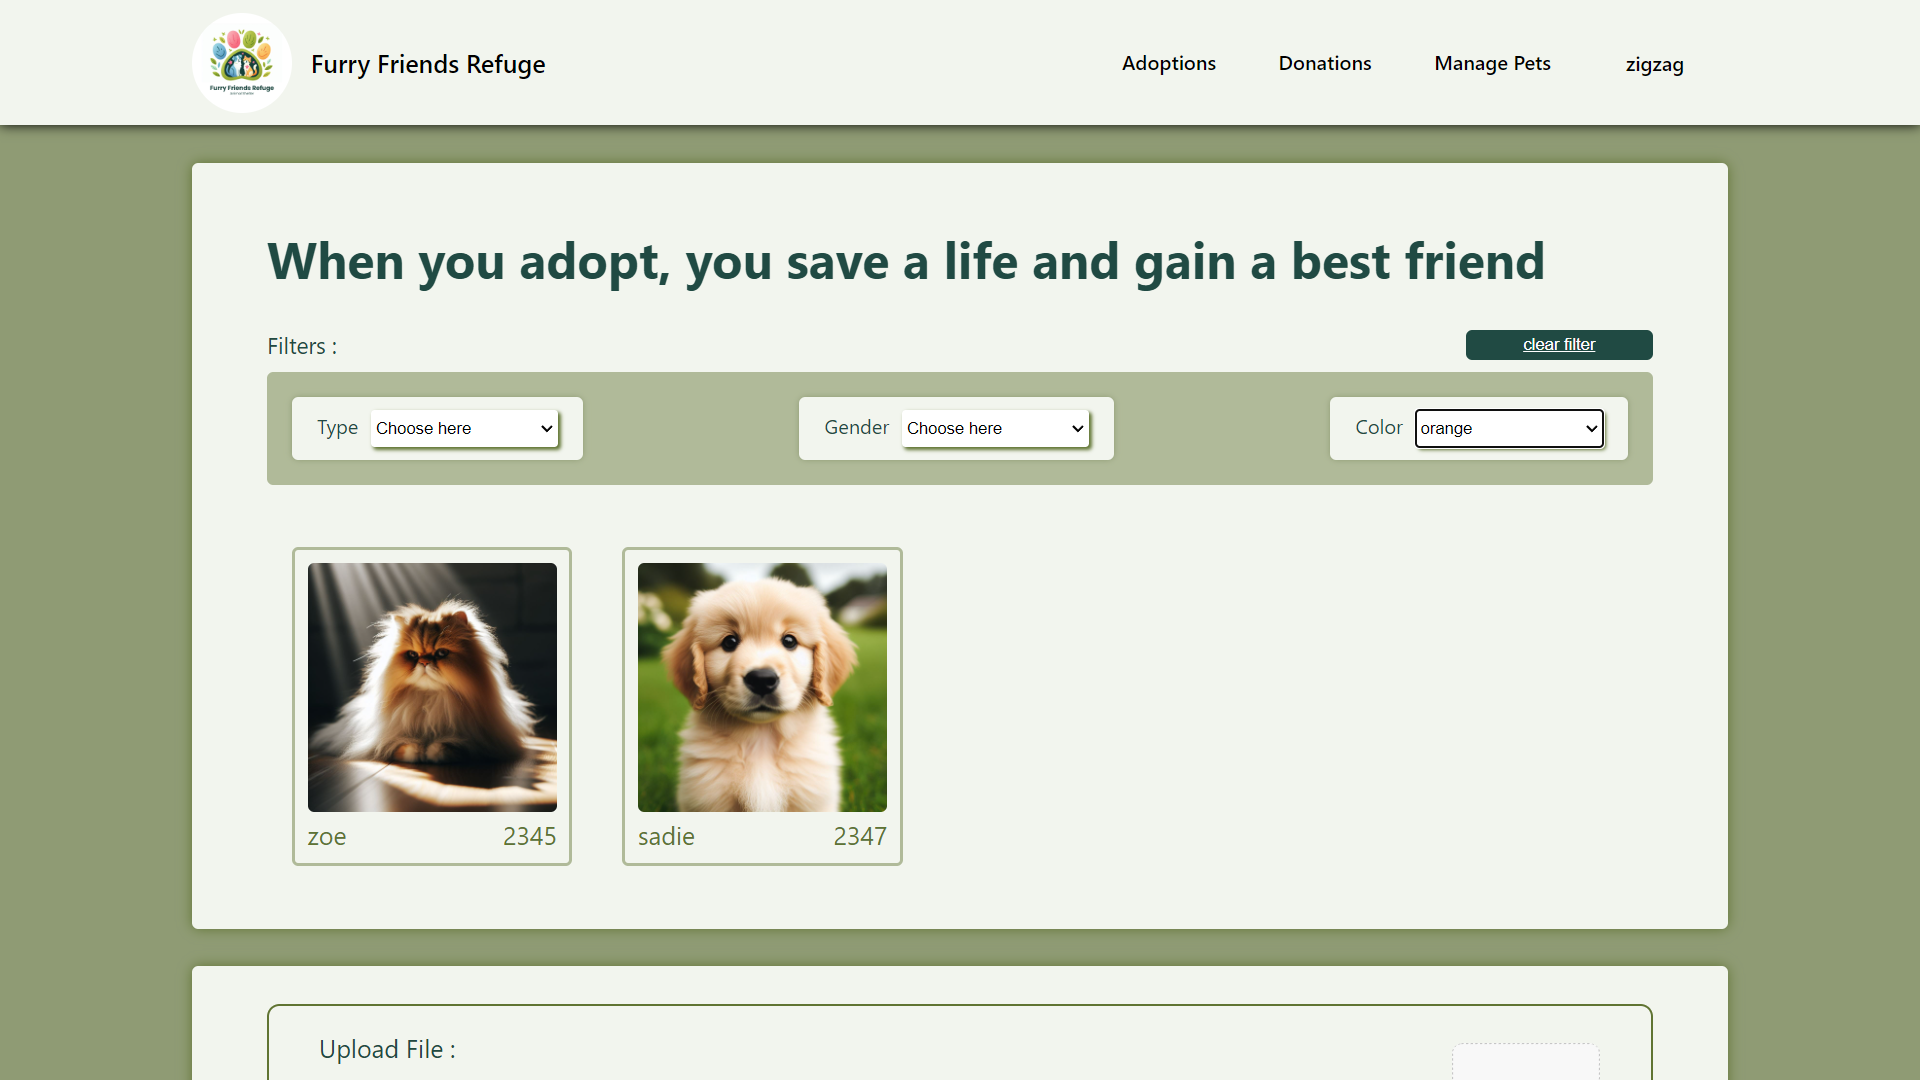 Furry Friends Refuge
Furry Friends Refuge
Adoptions
Donations
Manage Pets
zigzag
When you adopt, you save a life and gain a best friend
Filters :
clear filter
Type
Choose here
Gender
Choose here
Color
orange
zoe
2345
sadie
2347
Upload File :